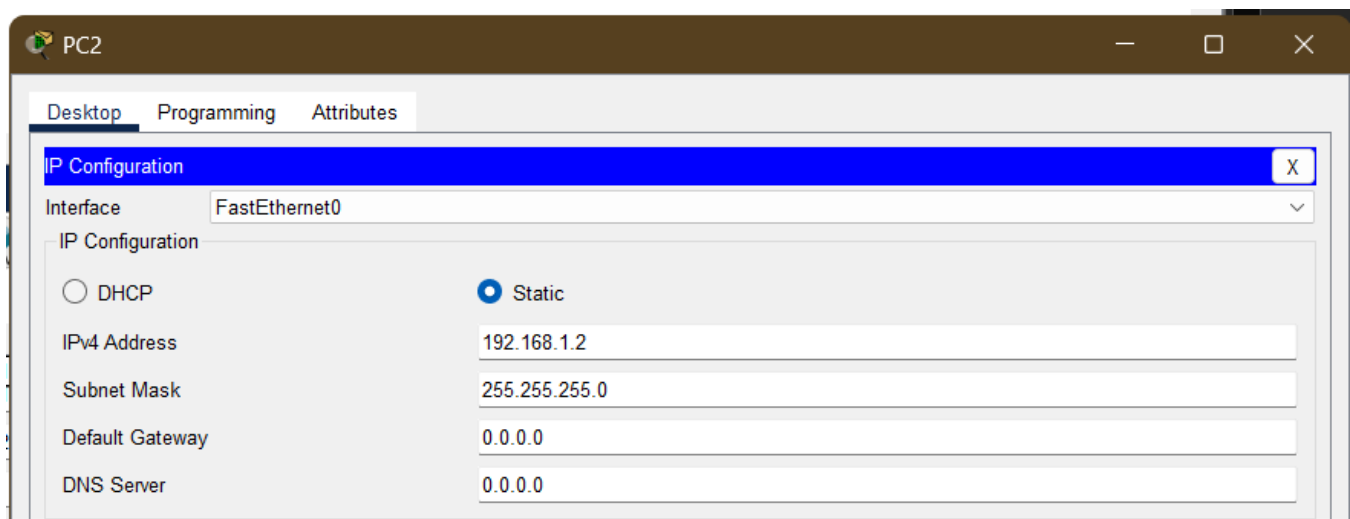 PC2
Desktop Programming Attributes
IP Configuration X
Interface FastEthernet0
IP Configuration
DHCP Static
IPv4 Address 192.168.1.2
Subnet Mask 255.255.255.0
Default Gateway 0.0.0.0
DNS Server 0.0.0.0